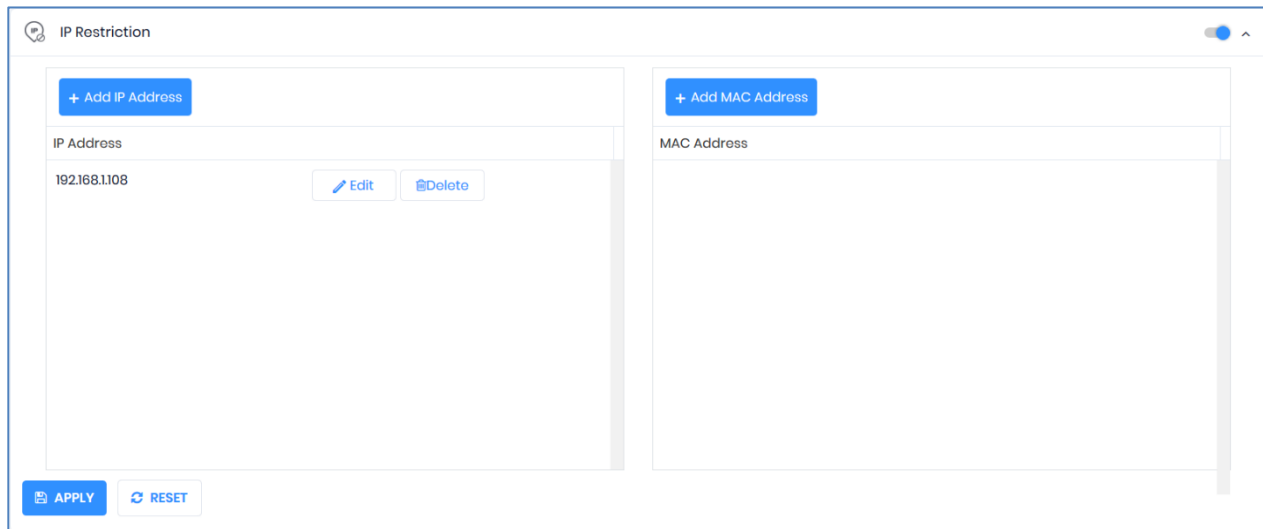 IP
IP Restriction
+ Add IP Address
IP Address
192.168.1.108
Edit
Delete
+ Add MAC Address
MAC Address
APPLY
RESET